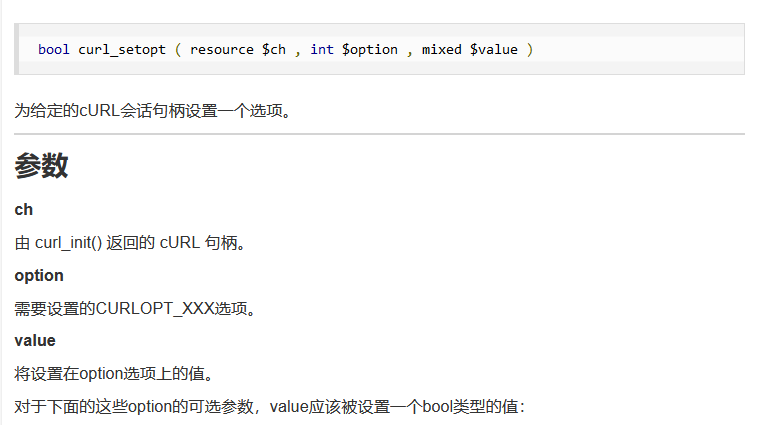 bool curl_setopt ( resource $ch , int $option , mixed $value )
为给定的cURL会话句柄设置一个选项。
参数
ch
由 curl_init() 返回的 cURL 句柄。
option
需要设置的CURLOPT_XXX选项。
value
将设置在option选项上的值。
对于下面的这些option的可选参数，value应该被设置一个bool类型的值：